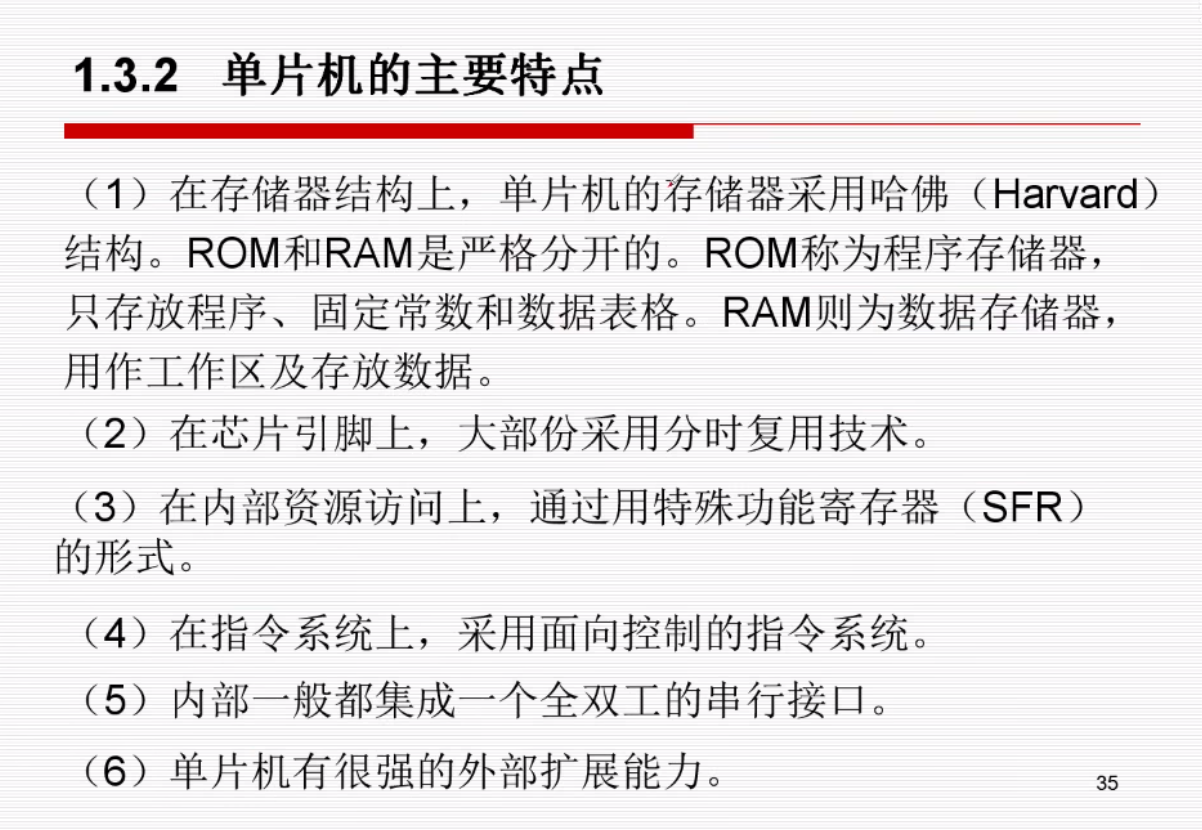 1.3.2 单片机的主要特点
（1）在存储器结构上，单片机的存储器采用哈佛（Harvard）
结构。ROM和RAM是严格分开的。ROM称为程序存储器，
只存放程序、固定常数和数据表格。RAM则为数据存储器，
用作工作区及存放数据。
（2）在芯片引脚上，大部份采用分时复用技术。
（3）在内部资源访问上，通过用特殊功能寄存器（SFR）
的形式。
（4）在指令系统上，采用面向控制的指令系统。
（5）内部一般都集成一个全双工的串行接口。
（6）单片机有很强的外部扩展能力。
35